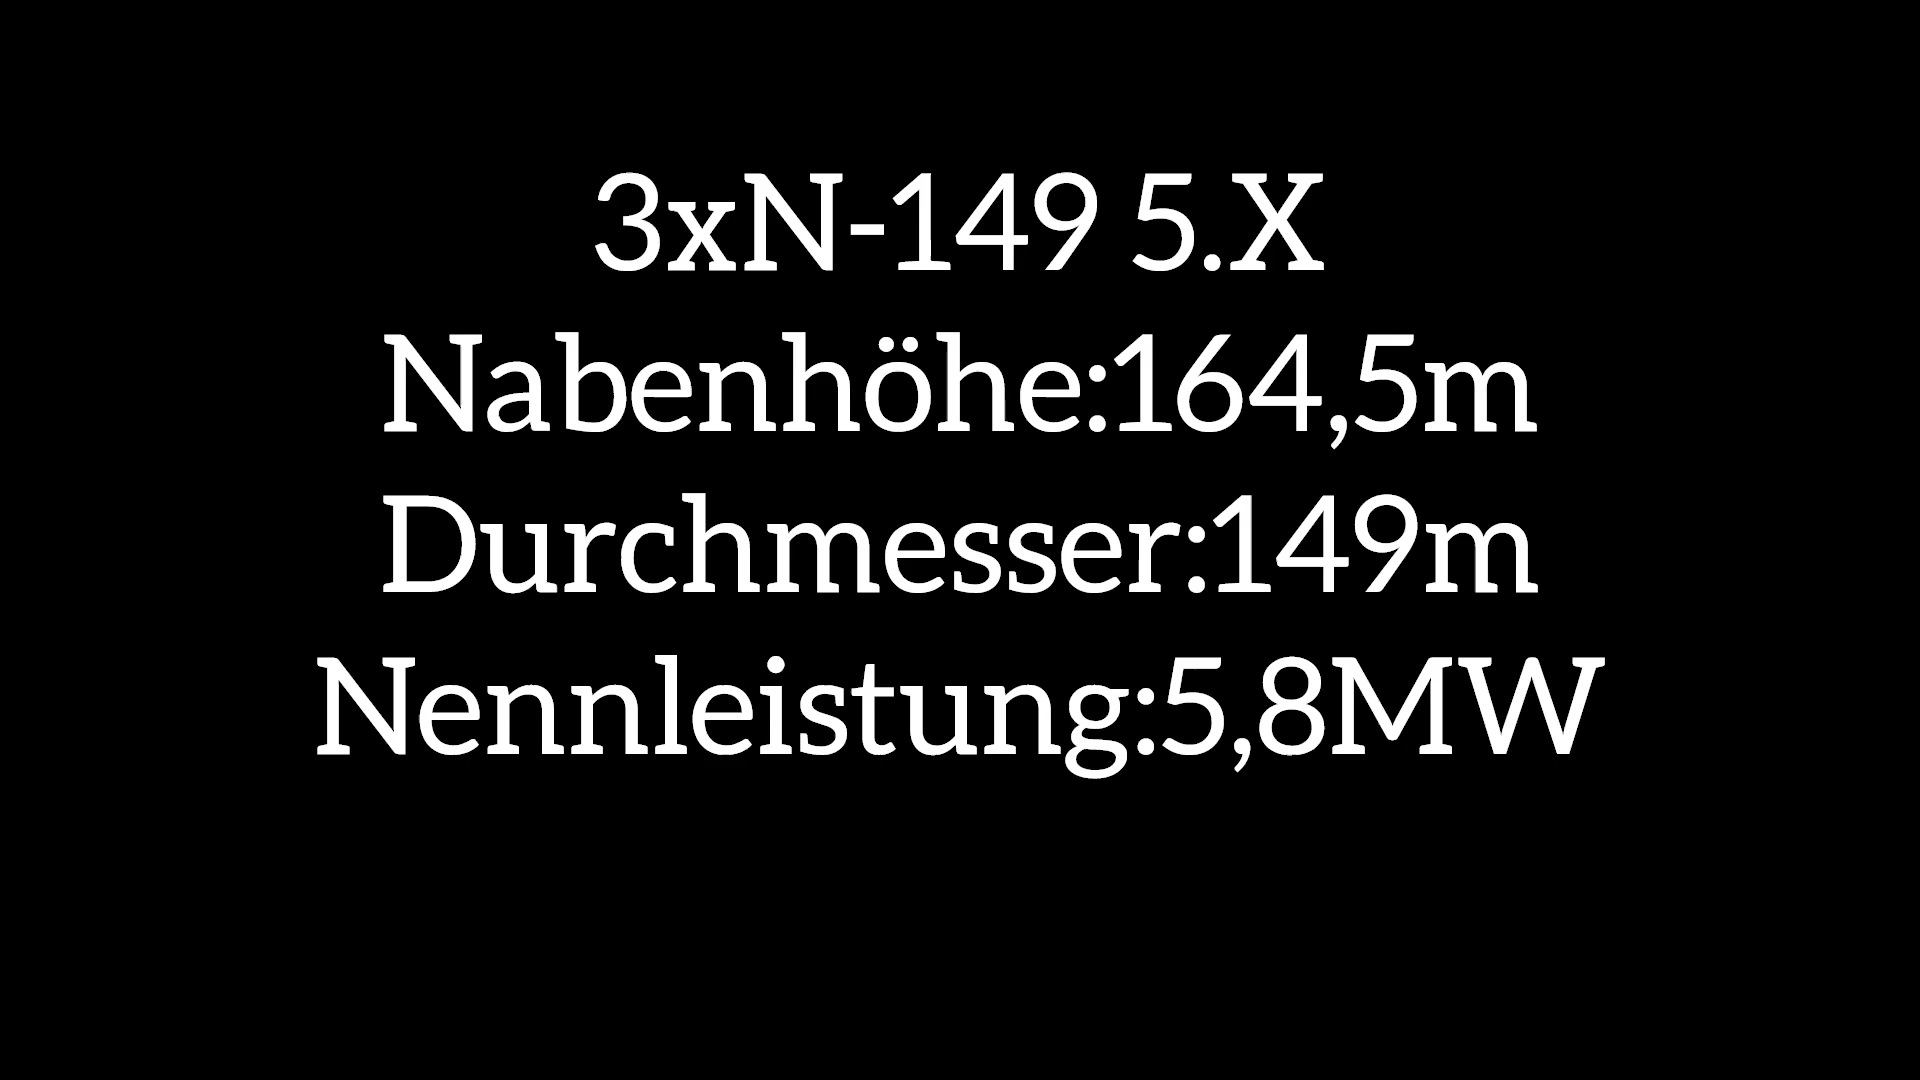 3xN-149 5.X
Nabenhöhe:164,5m
Durchmesser:149m
Nennleistung:5,8MW